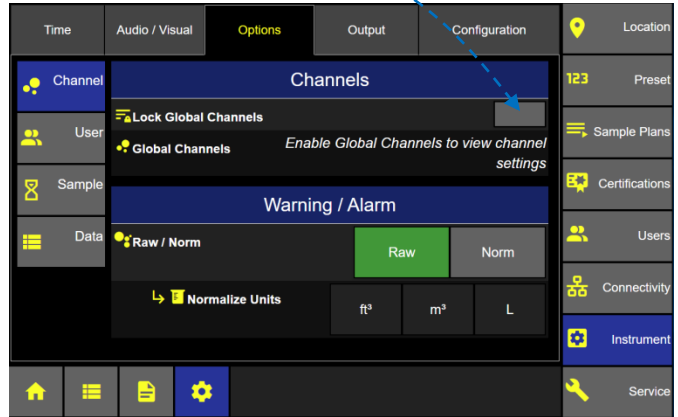 Time
Audio / Visual
Options
Output
Configuration
Location
Channel
Channels
123
Preset
Lock Global Channels
User
Global Channels
Enable Global Channels to view channel
settings
Sample Plans
Sample
Warning / Alarm
Certifications
Data
Raw / Norm
Raw
Norm
Users
Normalize Units
ft³
m³
L
Connectivity
Instrument
Service